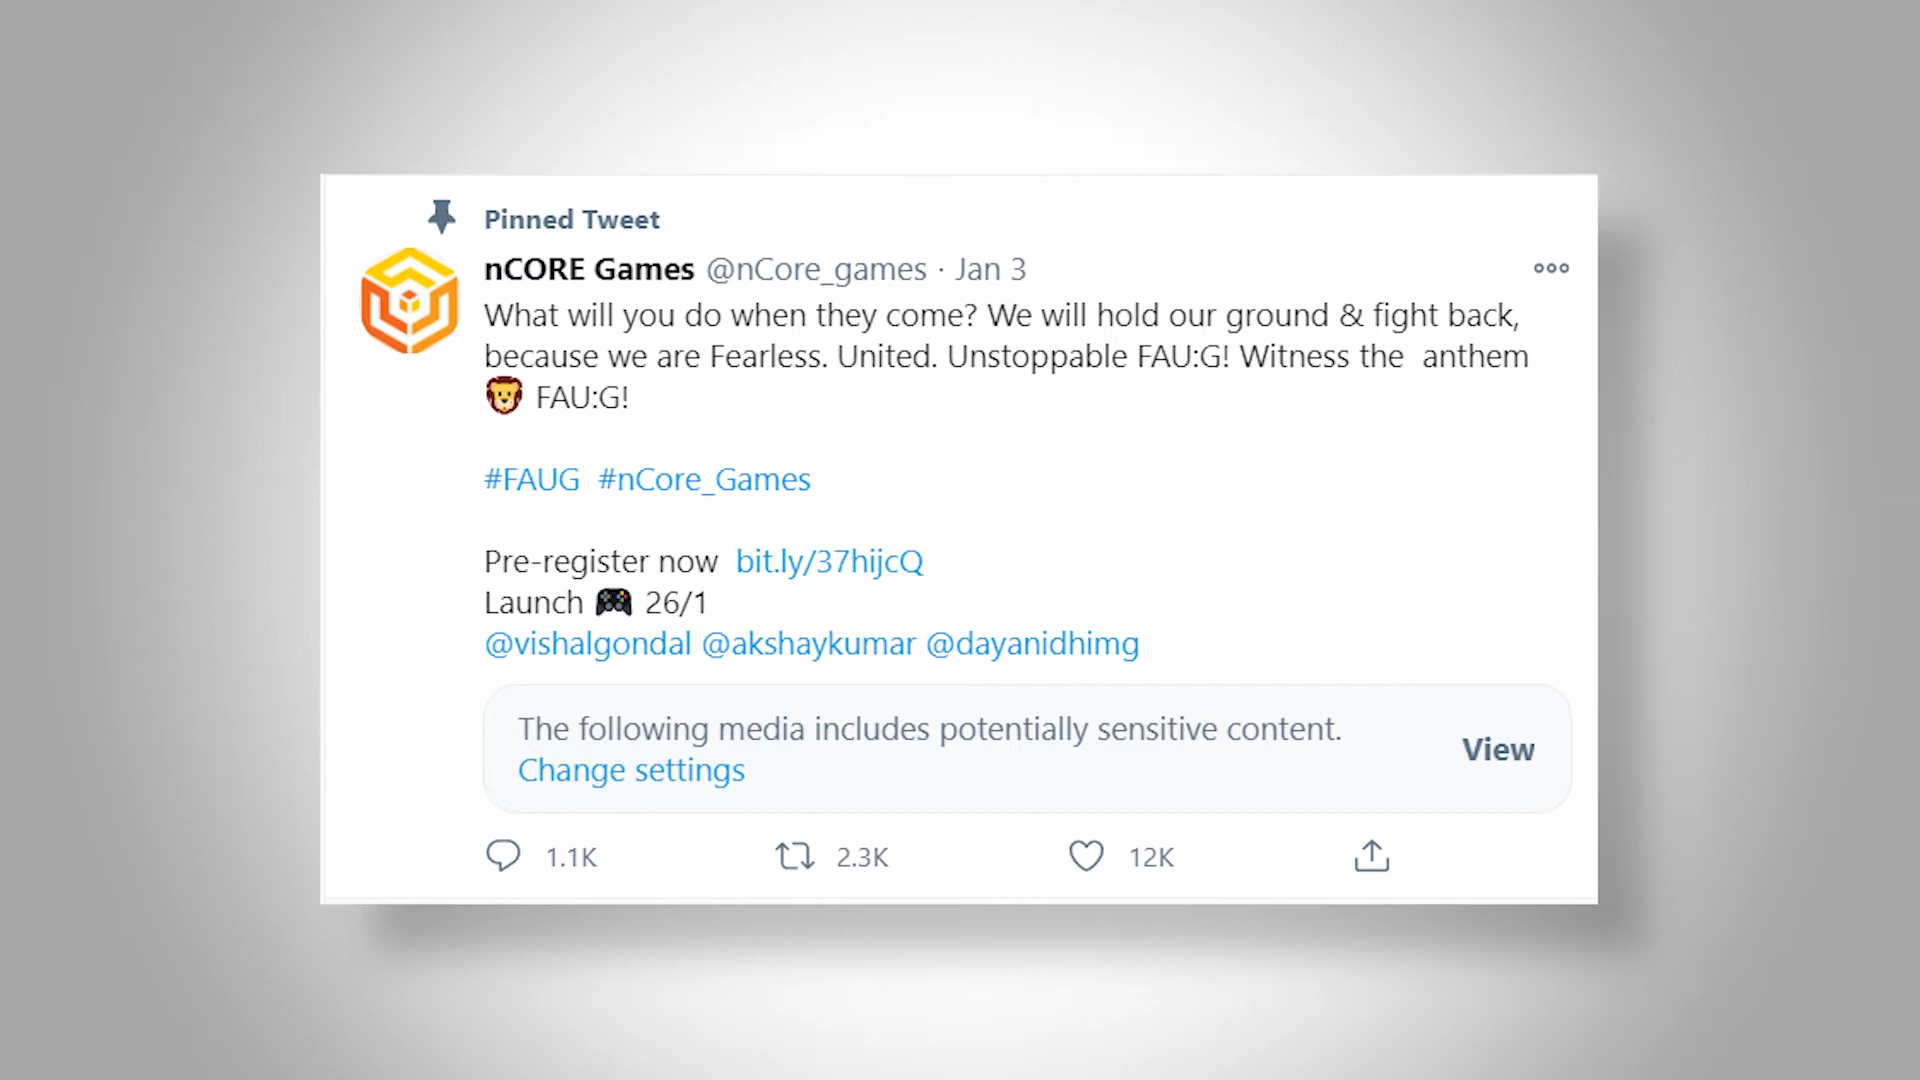 Pinned Tweet
nCORE Games @nCore_games · Jan 3
What will you do when they come? We will hold our ground & fight back,
because we are Fearless. United. Unstoppable FAU:G! Witness the  anthem
🦁 FAU:G!
#FAUG  #nCore_Games
Pre-register now  bit.ly/37hijcQ
Launch 🎮 26/1
@vishalgondal @akshaykumar @dayanidhimg
The following media includes potentially sensitive content.
Change settings
View
1.1K 2.3K 12K